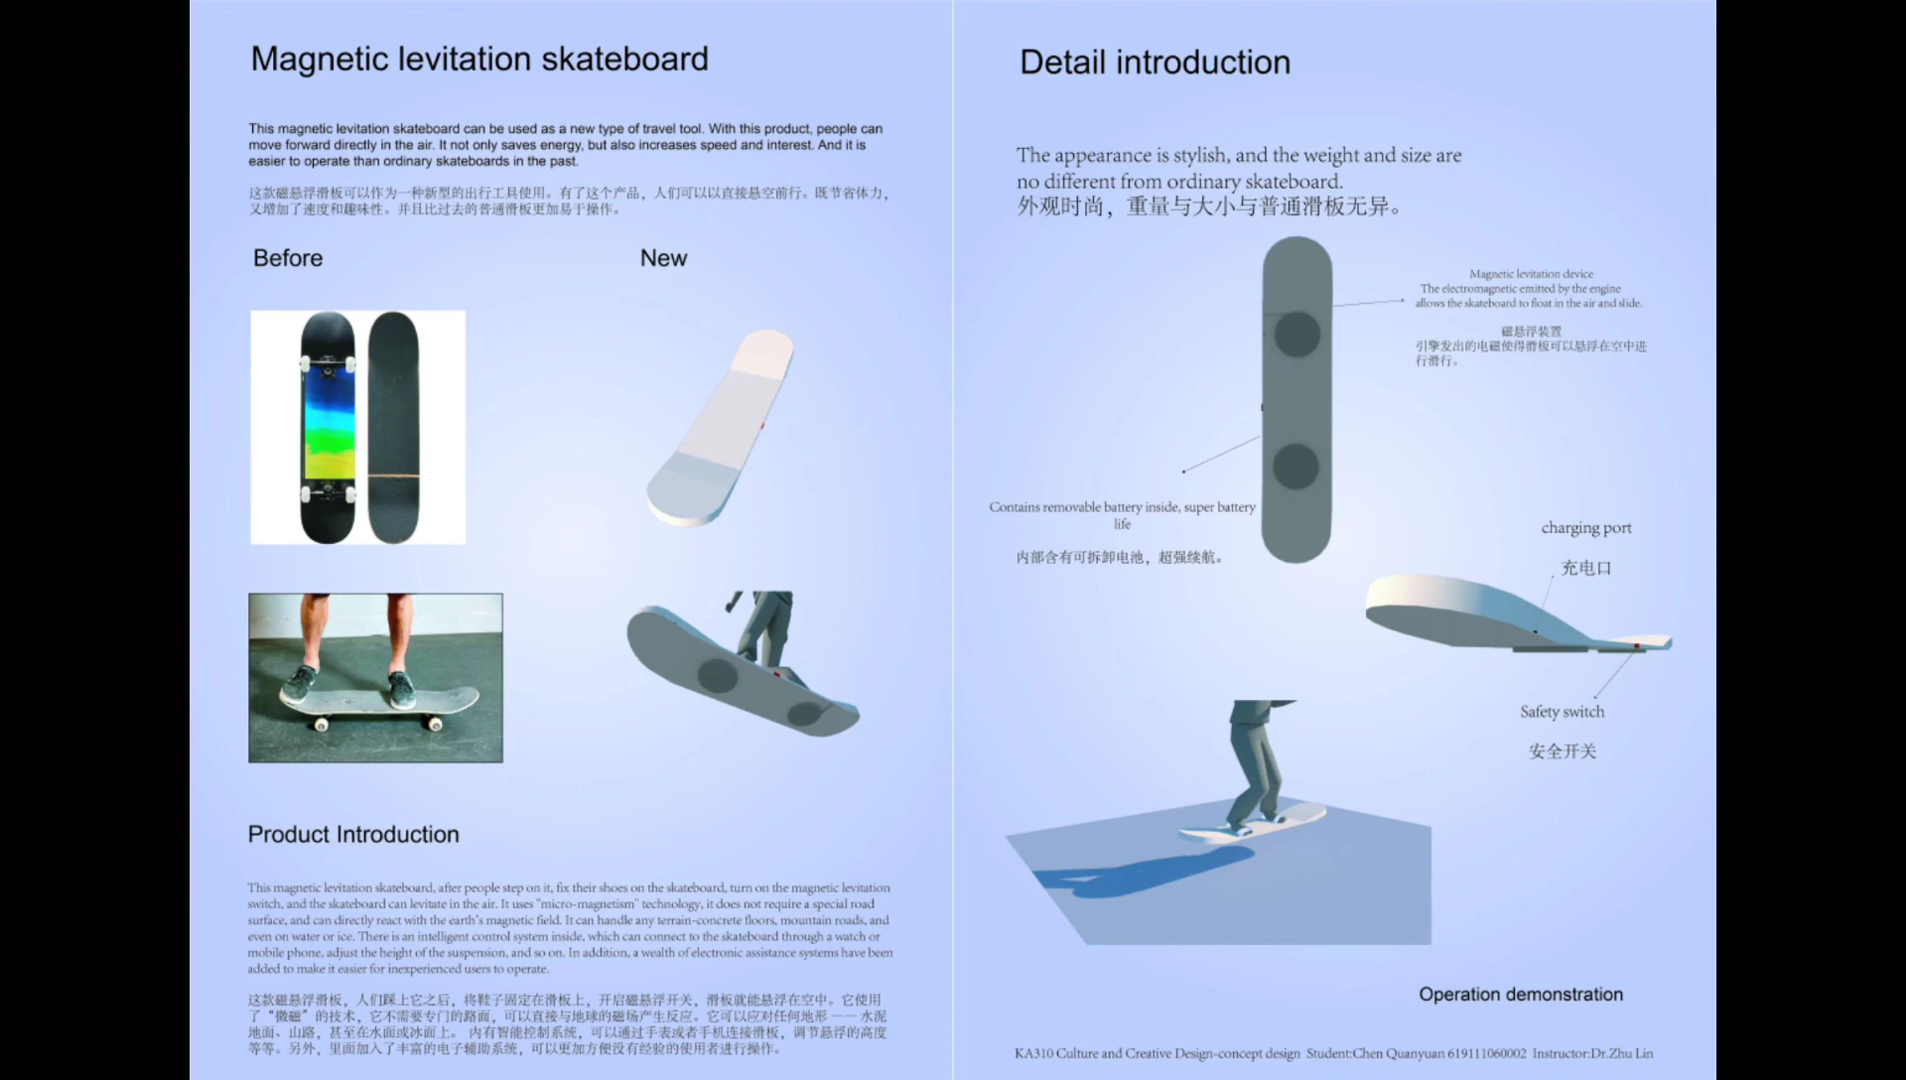 Magnetic levitation skateboard
This magnetic levitation skateboard can be used as a new type of travel tool. With this product, people can
move forward directly in the air. It not only saves energy, but also increases speed and interest. And it is
easier to operate than ordinary skateboards in the past.
这款磁悬浮滑板可以作为一种新型的出行工具使用。有了这个产品，人们可以以直接悬空前行。既节省体力，
又增加了速度和趣味性。并且比过去的普通滑板更加易于操作。
Before
New
Product Introduction
This magnetic levitation skateboard, after people step on it, fix their shoes on the skateboard, turn on the magnetic levitation
switch, and the skateboard can levitate in the air. It uses "micro-magnetism" technology, it does not require a special road
surface, and can directly react with the earth's magnetic field. It can handle any terrain-concrete floors, mountain roads, and
even on water or ice. There is an intelligent control system inside, which can connect to the skateboard through a watch or
mobile phone, adjust the height of the suspension, and so on. In addition, a wealth of electronic assistance systems have been
added to make it easier for inexperienced users to operate.
这款磁悬浮滑板，人们踩上它之后，将鞋子固定在滑板上，开启磁悬浮开关，滑板就能悬浮在空中。它使用
了“微磁”的技术，它不需要专门的路面，可以直接与地球的磁场产生反应。它可以应对任何地形 —— 水泥
地面、山路，甚至在水面或冰面上。 内有智能控制系统，可以通过手表或者手机连接滑板，调节悬浮的高度
等等。另外，里面加入了丰富的电子辅助系统，可以更加方便没有经验的使用者进行操作。
Detail introduction
The appearance is stylish, and the weight and size are
no different from ordinary skateboard.
外观时尚，重量与大小与普通滑板无异。
Magnetic levitation device
The electromagnetic emitted by the engine
allows the skateboard to float in the air and slide.
磁悬浮装置
引擎发出的电磁使得滑板可以悬浮在空中进
行滑行。
Contains removable battery inside, super battery
life
内部含有可拆卸电池，超强续航。
charging port
充电口
Safety switch
安全开关
Operation demonstration
KA310 Culture and Creative Design-concept design Student:Chen Quanyuan 619111060002 Instructor:Dr.Zhu Lin